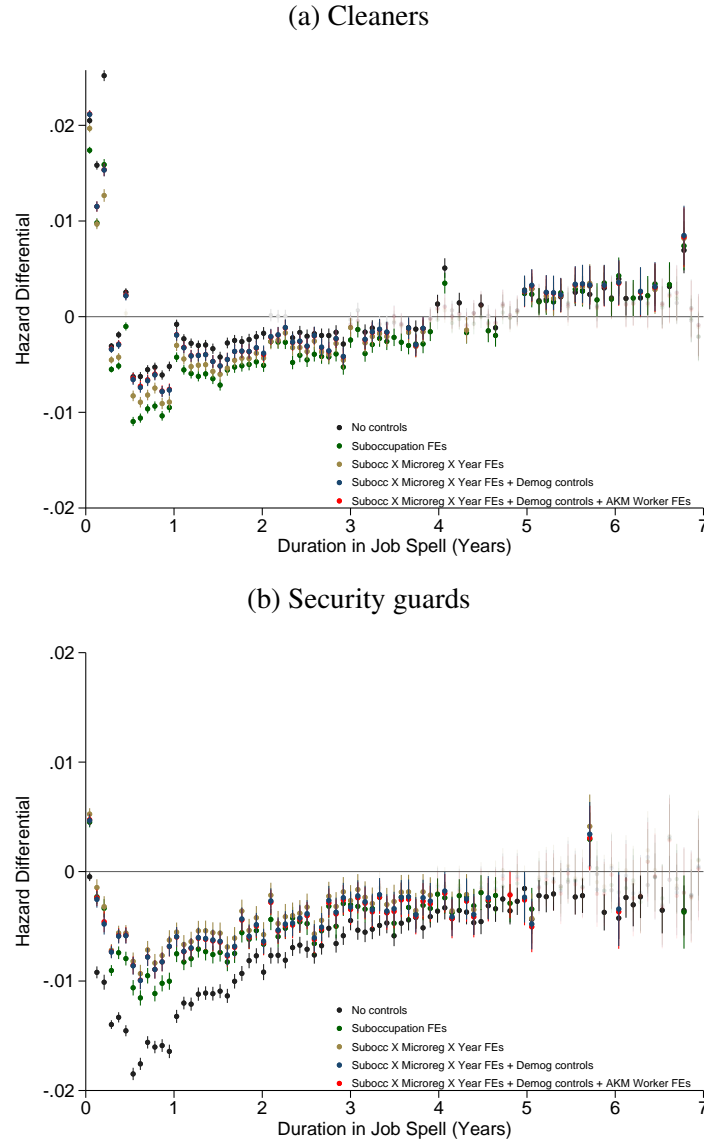 (a) Cleaners
.02
.01
0
-.01
-.02
Hazard Differential
No controls
Suboccupation FEs
Subocc X Microreg X Year FEs
Subocc X Microreg X Year FEs + Demog controls
Subocc X Microreg X Year FEs + Demog controls + AKM Worker FEs
0 1 2 3 4 5 6 7
Duration in Job Spell (Years)
(b) Security guards
.02
.01
0
-.01
-.02
Hazard Differential
No controls
Suboccupation FEs
Subocc X Microreg X Year FEs
Subocc X Microreg X Year FEs + Demog controls
Subocc X Microreg X Year FEs + Demog controls + AKM Worker FEs
0 1 2 3 4 5 6 7
Duration in Job Spell (Years)